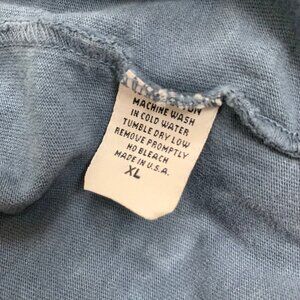 MACHINE WASH
IN COLD WATER
TUMBLE DRY LOW
REMOVE PROMPTLY
NO BLEACH
MADE IN U.S.A.
XL